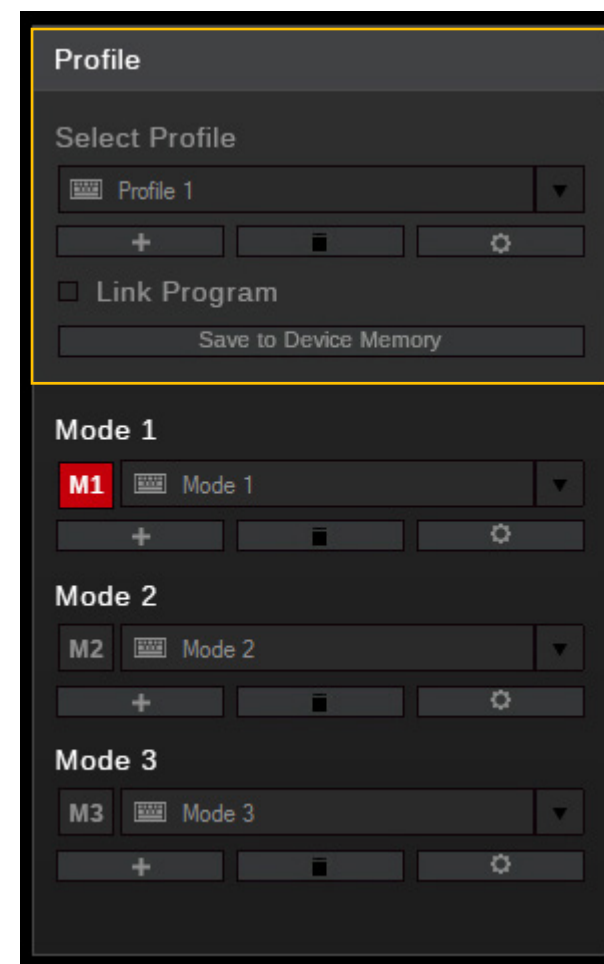 Profile
Select Profile
Profile 1
Link Program
Save to Device Memory
Mode 1
M1 Mode 1
Mode 2
M2 Mode 2
Mode 3
M3 Mode 3